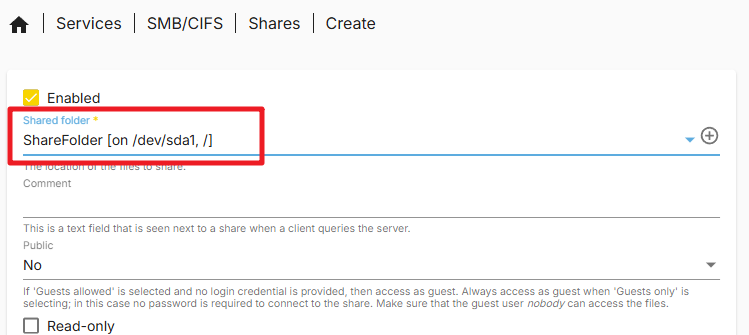 Services | SMB/CIFS | Shares | Create
Enabled
Shared folder *
ShareFolder [on /dev/sda1, /]
The location of the files to share.
Comment
This is a text field that is seen next to a share when a client queries the server.
Public
No
If 'Guests allowed' is selected and no login credential is provided, then access as guest. Always access as guest when 'Guests only' is
selecting; in this case no password is required to connect to the share. Make sure that the guest user nobody can access the files.
Read-only